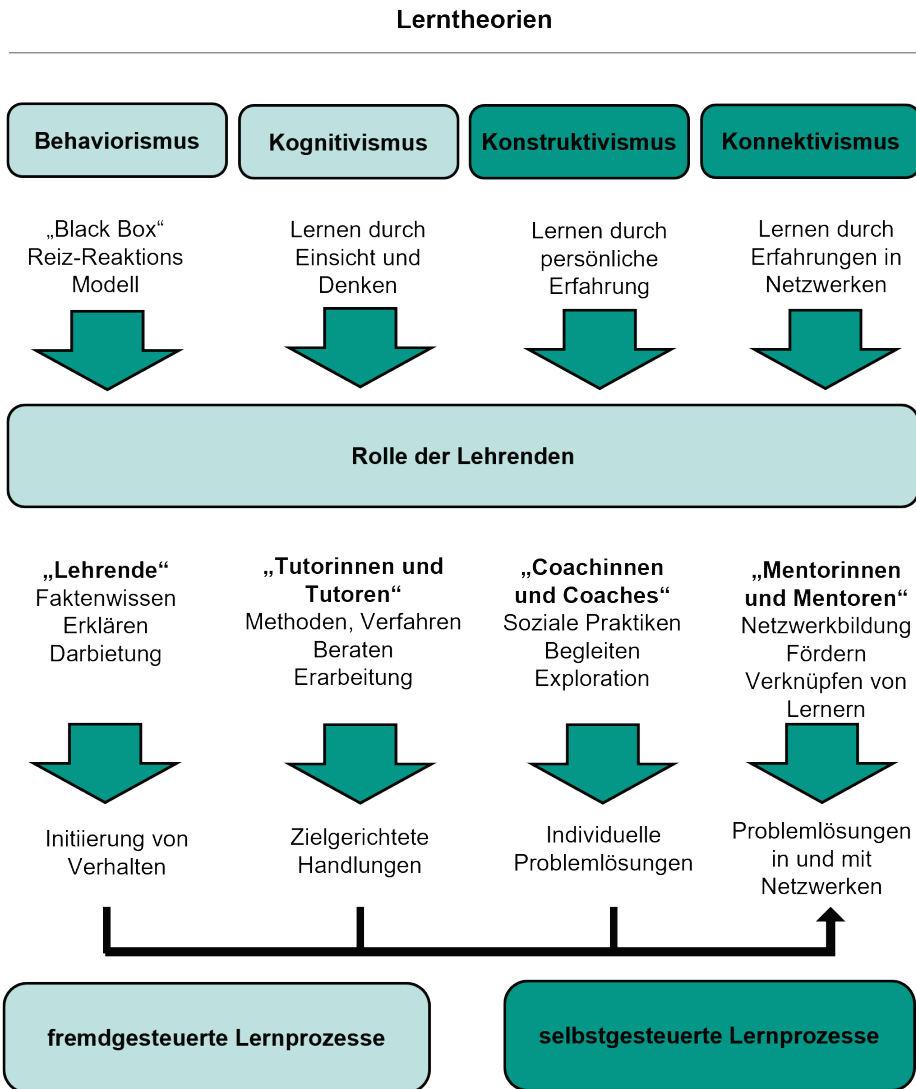 Lerntheorien
Behaviorismus
Kognitivismus
Konstruktivismus
Konnektivismus
„Black Box“
Reiz-Reaktions
Modell
Lernen durch
Einsicht und
Denken
Lernen durch
persönliche
Erfahrung
Lernen durch
Erfahrungen in
Netzwerken
Rolle der Lehrenden
„Lehrende“
Faktenwissen
Erklären
Darbietung
„Tutorinnen und
Tutoren“
Methoden, Verfahren
Beraten
Erarbeitung
„Coachinnen
und Coaches“
Soziale Praktiken
Begleiten
Exploration
„Mentorinnen
und Mentoren“
Netzwerkbildung
Fördern
Verknüpfen von
Lernern
Initiierung von
Verhalten
Zielgerichtete
Handlungen
Individuelle
Problemlösungen
Problemlösungen
in und mit
Netzwerken
fremdgesteuerte Lernprozesse
selbstgesteuerte Lernprozesse